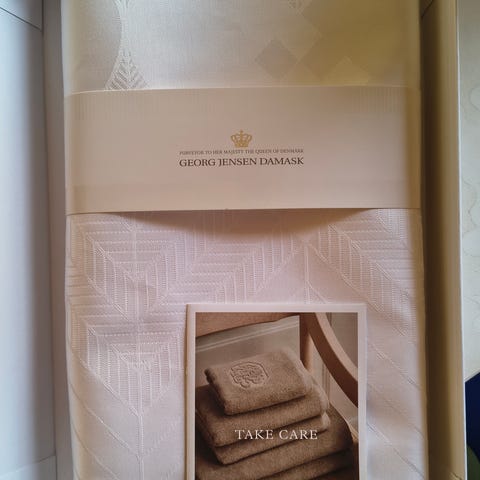 PURVEYOR TO HER MAJESTY THE QUEEN OF DENMARK
GEORG JENSEN DAMASK
TAKE CARE